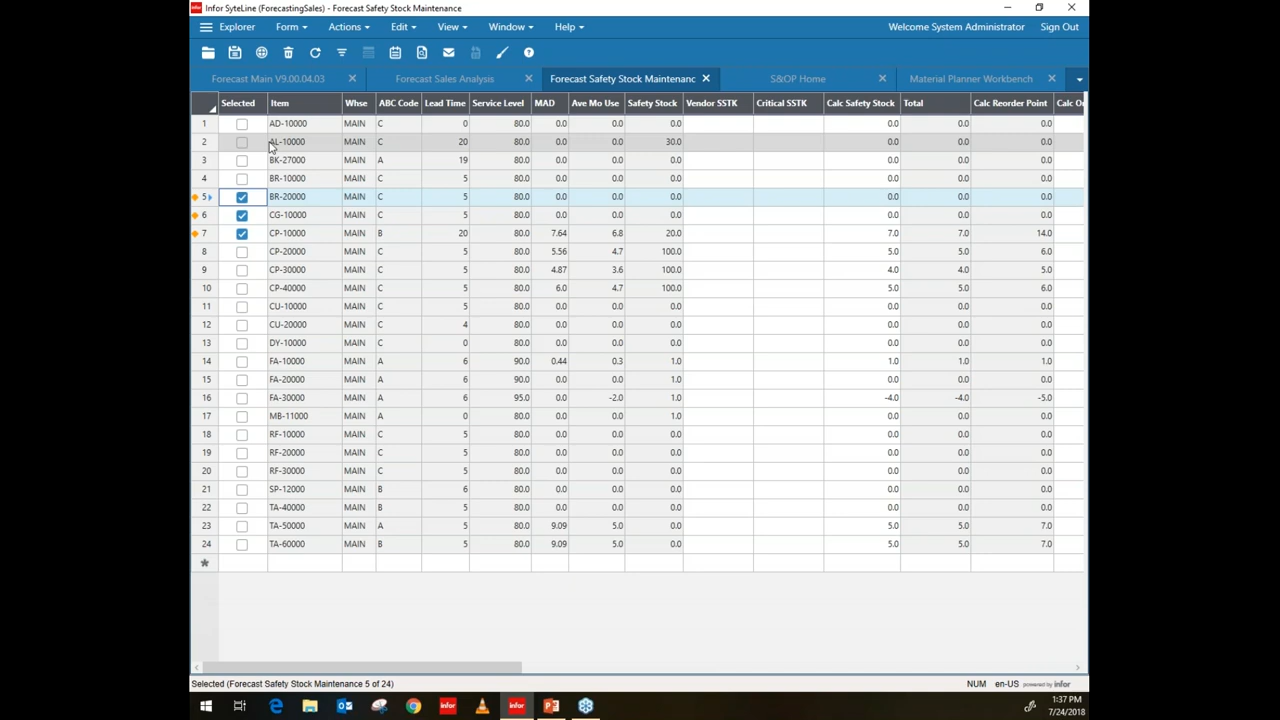 Infor SyteLine (ForecastingSales) - Forecast Safety Stock Maintenance
Explorer Form Actions Edit View Window Help Welcome System Administrator Sign Out
Forecast Main V9.00.04.03 Forecast Sales Analysis Forecast Safety Stock Maintenanc S&OP Home Material Planner Workbench
Selected Item Whse ABC Code Lead Time Service Level MAD Ave Mo Use Safety Stock Vendor SSTK Critical SSTK Calc Safety Stock Total Calc Reorder Point Calc Or
1 AD-10000 MAIN C 0 80.0 0.0 0.0 0.0 0.0 0.0 0.0
2 AL-10000 MAIN C 20 80.0 0.0 0.0 30.0 0.0 0.0 0.0
3 BK-27000 MAIN A 19 80.0 0.0 0.0 0.0 0.0 0.0 0.0
4 BR-10000 MAIN C 5 80.0 0.0 0.0 0.0 0.0 0.0 0.0
5 BR-20000 MAIN C 5 80.0 0.0 0.0 0.0 0.0 0.0 0.0
6 CG-10000 MAIN C 5 80.0 0.0 0.0 0.0 0.0 0.0 0.0
7 CP-10000 MAIN B 20 80.0 7.64 6.8 20.0 7.0 7.0 14.0
8 CP-20000 MAIN C 5 80.0 5.56 4.7 100.0 5.0 5.0 6.0
9 CP-30000 MAIN C 5 80.0 4.87 3.6 100.0 4.0 4.0 5.0
10 CP-40000 MAIN C 5 80.0 6.0 4.7 100.0 5.0 5.0 6.0
11 CU-10000 MAIN C 5 80.0 0.0 0.0 0.0 0.0 0.0 0.0
12 CU-20000 MAIN C 4 80.0 0.0 0.0 0.0 0.0 0.0 0.0
13 DY-10000 MAIN C 0 80.0 0.0 0.0 0.0 0.0 0.0 0.0
14 FA-10000 MAIN A 6 90.0 0.44 0.3 1.0 1.0 1.0 1.0
15 FA-20000 MAIN A 6 90.0 0.0 0.0 1.0 0.0 0.0 0.0
16 FA-30000 MAIN A 6 95.0 0.0 -2.0 1.0 -4.0 -4.0 -5.0
17 MB-11000 MAIN A 0 80.0 0.0 0.0 1.0 0.0 0.0 0.0
18 RF-10000 MAIN C 5 80.0 0.0 0.0 0.0 0.0 0.0 0.0
19 RF-20000 MAIN C 5 80.0 0.0 0.0 0.0 0.0 0.0 0.0
20 RF-30000 MAIN C 5 80.0 0.0 0.0 0.0 0.0 0.0 0.0
21 SP-12000 MAIN B 6 80.0 0.0 0.0 0.0 0.0 0.0 0.0
22 TA-40000 MAIN B 5 80.0 0.0 0.0 0.0 0.0 0.0 0.0
23 TA-50000 MAIN A 5 80.0 9.09 5.0 0.0 5.0 5.0 7.0
24 TA-60000 MAIN B 5 80.0 9.09 5.0 0.0 5.0 5.0 7.0
Selected (Forecast Safety Stock Maintenance 5 of 24) NUM en-US powered by infor
infor infor 1:37 PM
7/24/2018